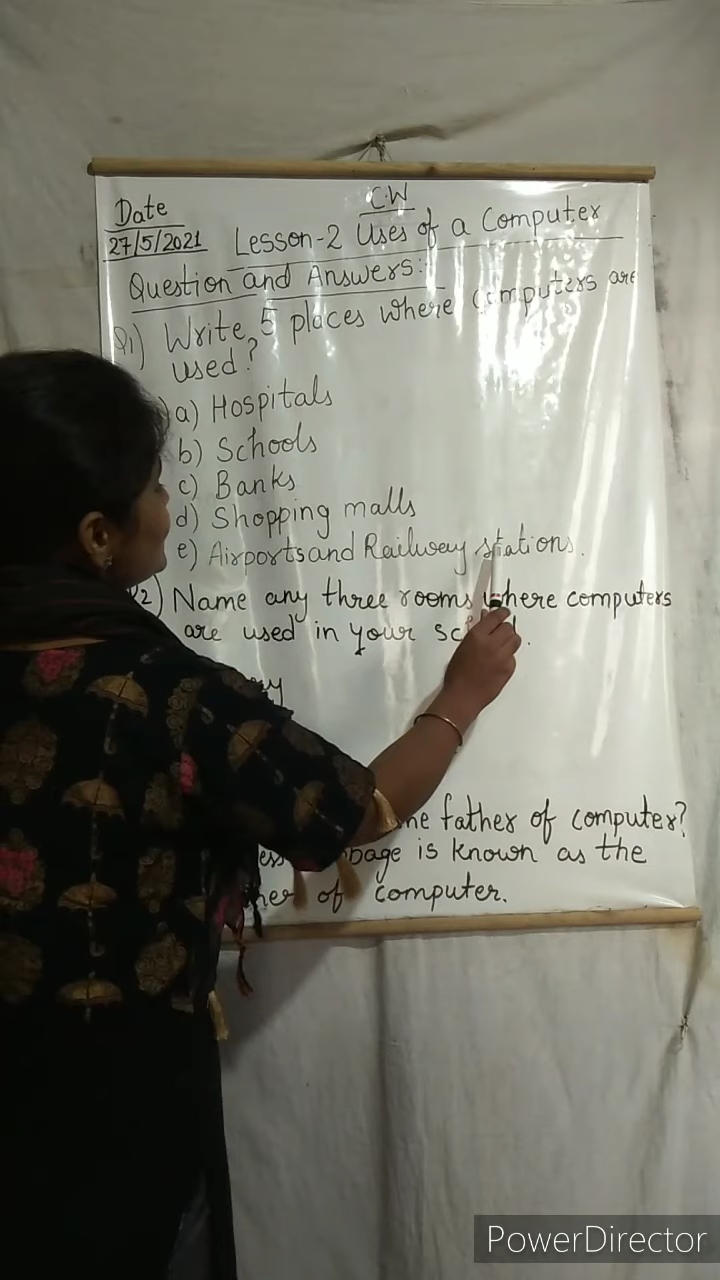 C.W
Date
27/5/2021
Lesson-2 Uses of a Computer
Question and Answers:-
Q1) Write 5 places where computers are
used?
a) Hospitals
b) Schools
c) Banks
d) Shopping malls
e) Airports and Railway stations.
2) Name any three rooms where computers
are used in your
father of computer?
is known as the
of computer.
PowerDirector